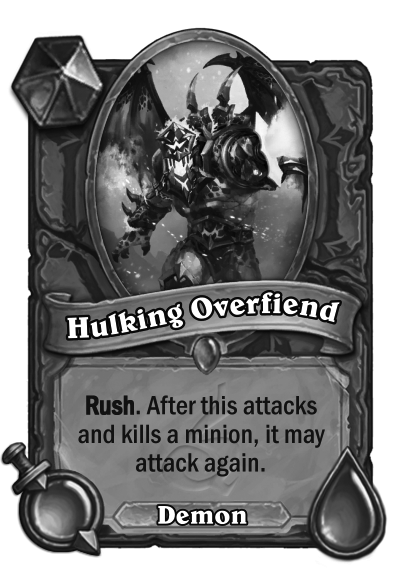 Hulking Overfiend
Rush. After this attacks
and kills a minion, it may
attack again.
Demon